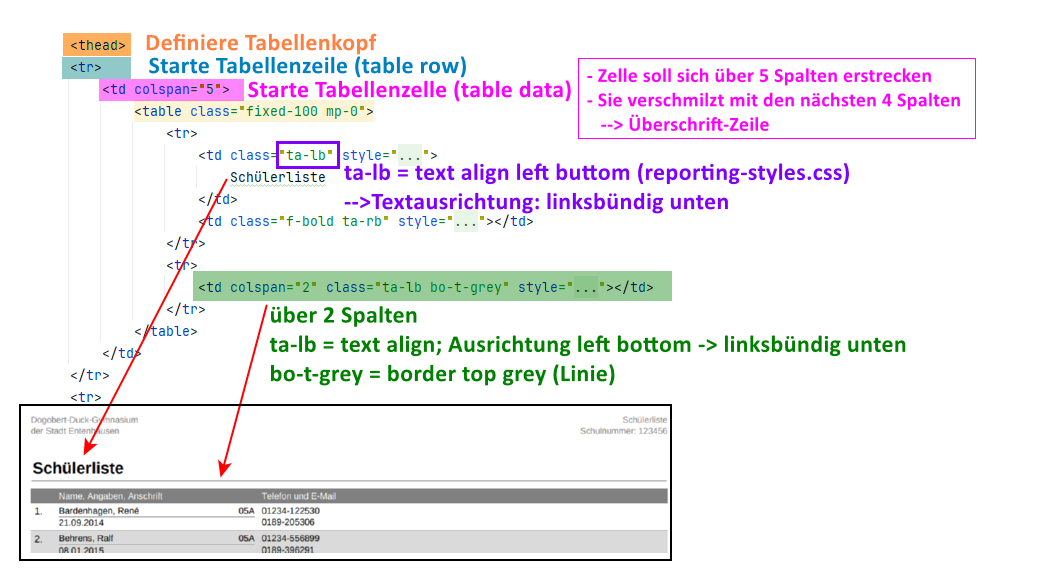 <thead> Definiere Tabellenkopf
<tr> Starte Tabellenzeile (table row)
<td colspan="5"> Starte Tabellenzelle (table data)
- Zelle soll sich über 5 Spalten erstrecken
- Sie verschmilzt mit den nächsten 4 Spalten
--> Überschrift-Zeile
<table class="fixed-100 mp-0">
<tr>
<td class="ta-lb" style="...">
Schülerliste
ta-lb = text align left buttom (reporting-styles.css)
</td>
-->Textausrichtung: linksbündig unten
<td class="f-bold ta-rb" style="..."></td>
</tr>
<tr>
<td colspan="2" class="ta-lb bo-t-grey" style="..."></td>
</tr>
über 2 Spalten
</table>
ta-lb = text align; Ausrichtung left bottom -> linksbündig unten
</td>
</tr>
bo-t-grey = border top grey (Linie)
<tr>
Dogobert-Duck-Gymnasium
der Stadt Entenhausen
Schülerliste
Schulnummer: 123456
Schülerliste
Name, Angaben, Anschrift Telefon und E-Mail
1. Bardenhagen, René 05A 01234-122530
21.09.2014 0189-205306
2. Behrens, Ralf 05A 01234-556899
08.01.2015 0189-396291